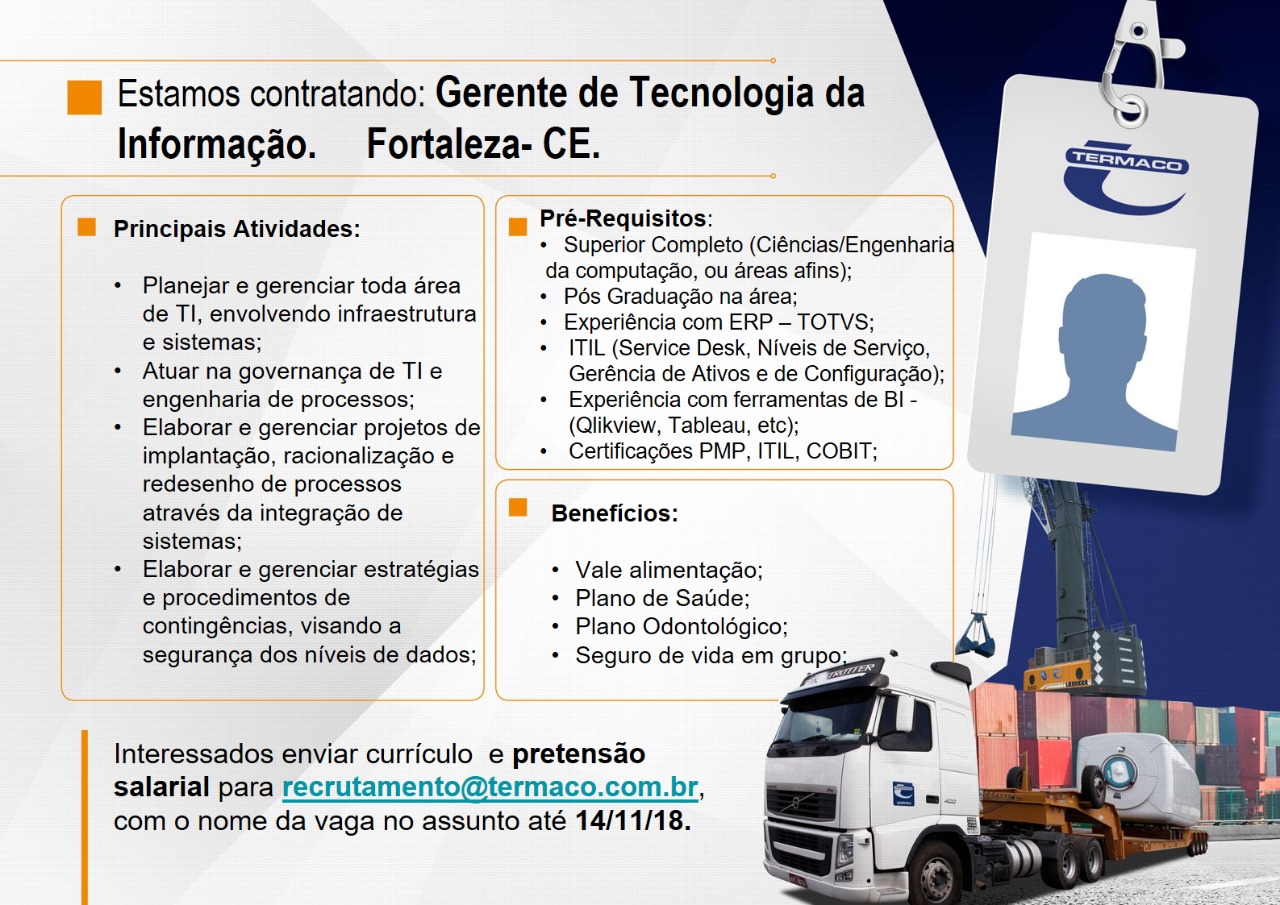 Estamos contratando: Gerente de Tecnologia da
Informação. Fortaleza- CE.
Principais Atividades:
• Planejar e gerenciar toda área
de TI, envolvendo infraestrutura
e sistemas;
• Atuar na governança de TI e
engenharia de processos;
• Elaborar e gerenciar projetos de
implantação, racionalização e
redesenho de processos
através da integração de
sistemas;
• Elaborar e gerenciar estratégias
e procedimentos de
contingências, visando a
segurança dos níveis de dados;
Pré-Requisitos:
• Superior Completo (Ciências/Engenharia
da computação, ou áreas afins);
• Pós Graduação na área;
• Experiência com ERP – TOTVS;
• ITIL (Service Desk, Níveis de Serviço,
Gerência de Ativos e de Configuração);
• Experiência com ferramentas de BI -
(Qlikview, Tableau, etc);
• Certificações PMP, ITIL, COBIT;
Benefícios:
• Vale alimentação;
• Plano de Saúde;
• Plano Odontológico;
• Seguro de vida em grupo;
Interessados enviar currículo e pretensão
salarial para recrutamento@termaco.com.br,
com o nome da vaga no assunto até 14/11/18.
TERMACO
TROTTER
LIEBHERR
400